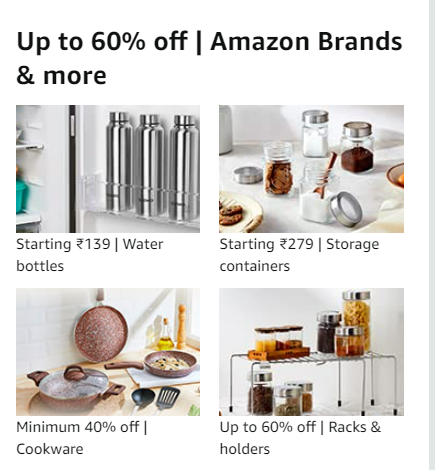 Up to 60% off | Amazon Brands
& more
Starting ₹139 | Water
bottles
Starting ₹279 | Storage
containers
Minimum 40% off |
Cookware
Up to 60% off | Racks &
holders